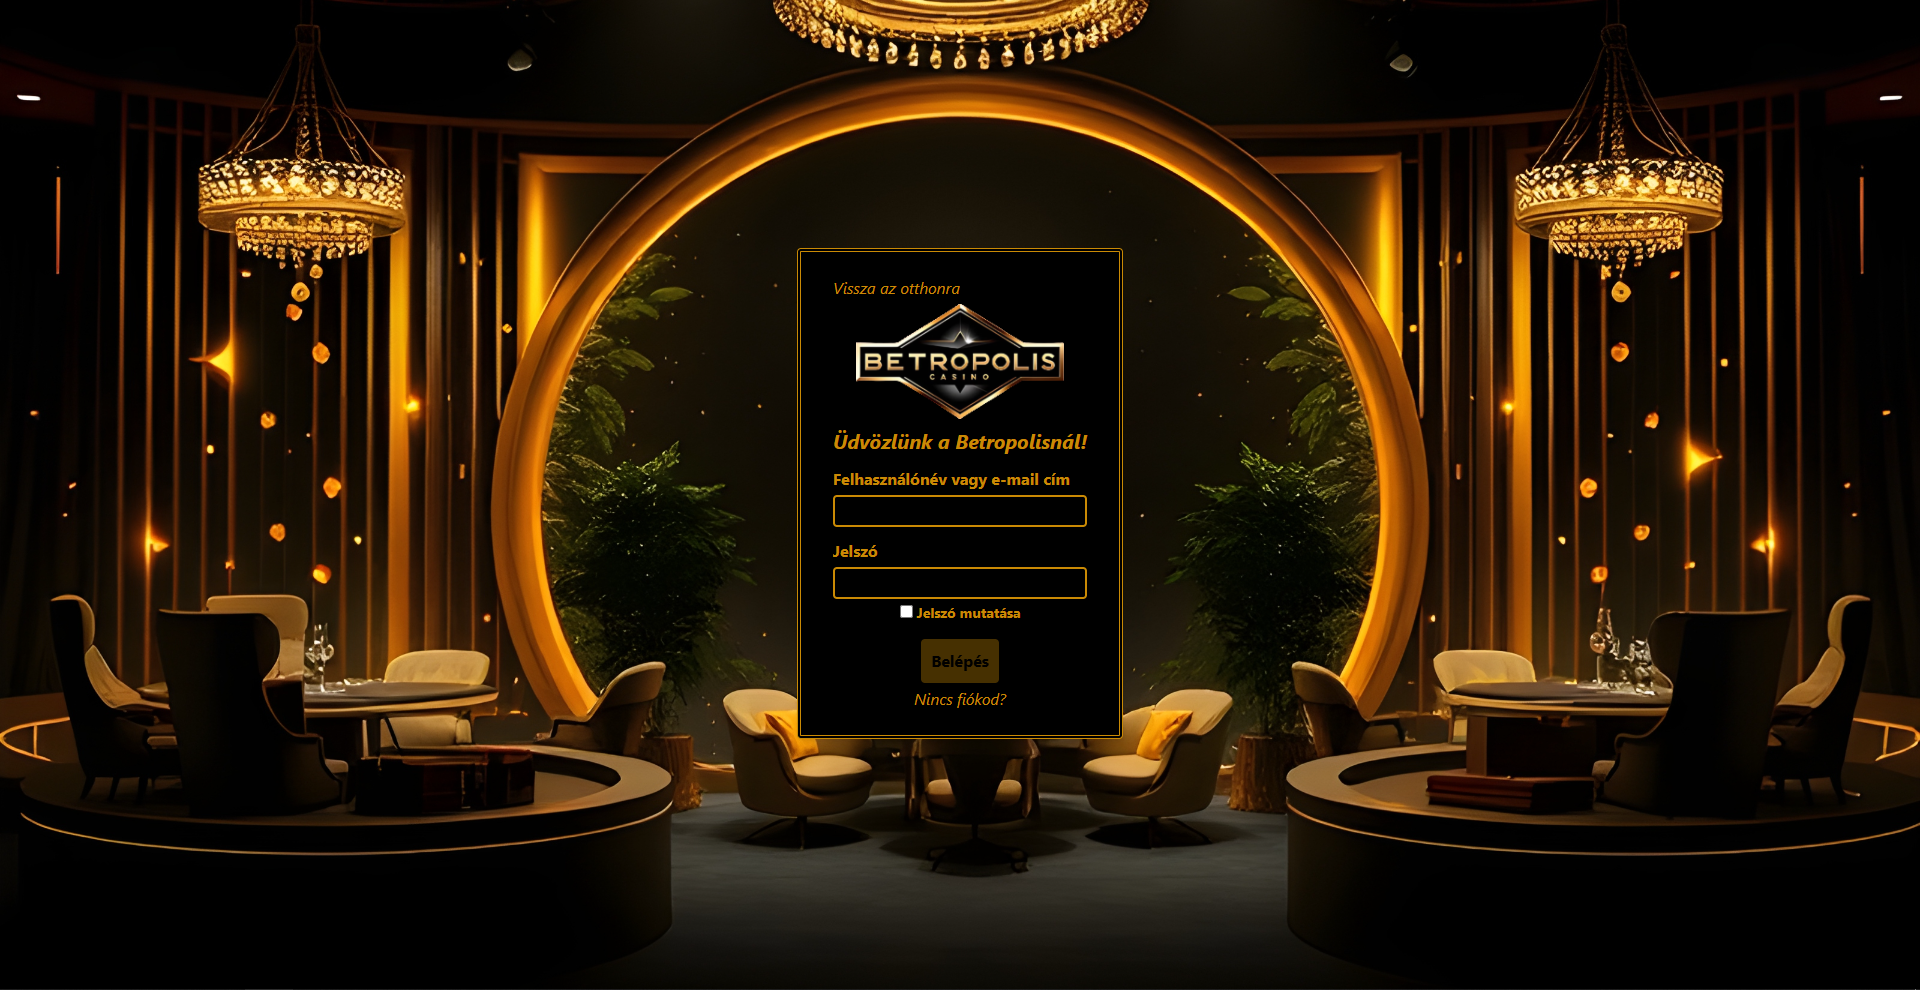 Vissza az otthonra
BETROPOLIS
CASINO
Üdvözlünk a Betropolisnál!
Felhasználónév vagy e-mail cím
Jelszó
Jelszó mutatása
Belépés
Nincs fiókod?